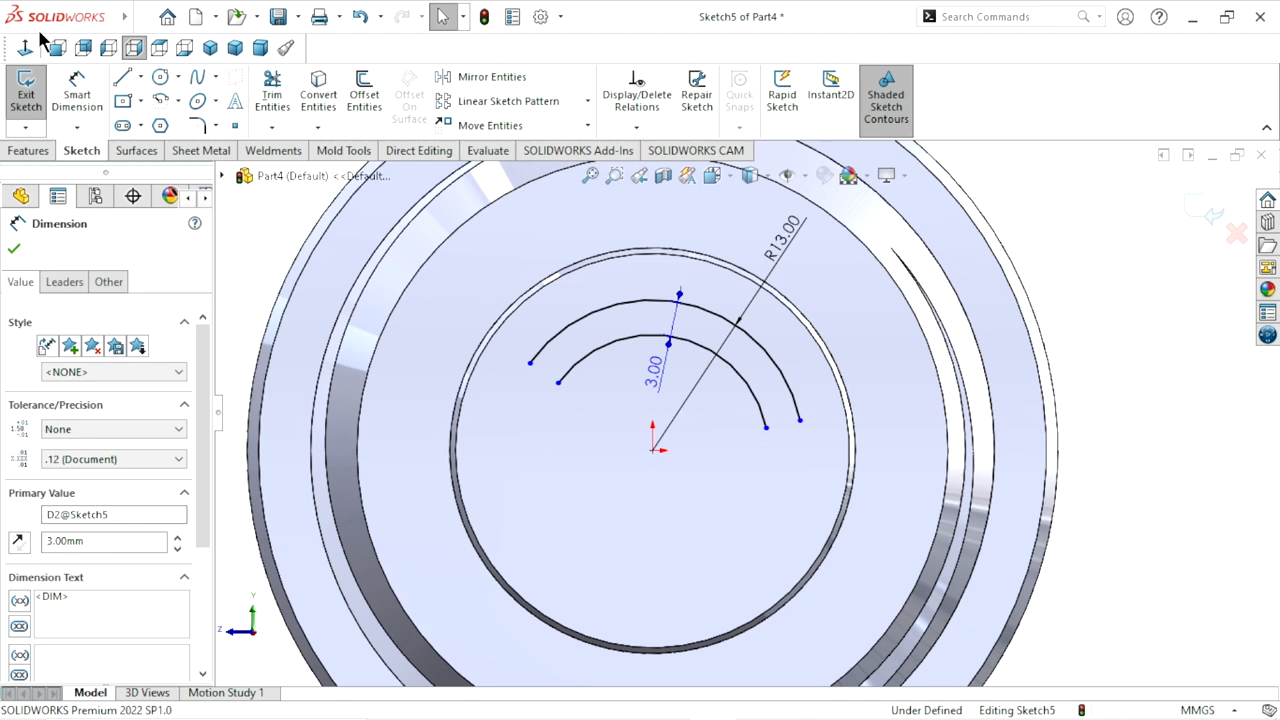 SOLIDWORKS
Sketch5 of Part4 *
Search Commands
Exit Sketch
Smart Dimension
Trim Entities
Convert Entities
Offset Entities
Offset On Surface
Mirror Entities
Linear Sketch Pattern
Move Entities
Display/Delete Relations
Repair Sketch
Quick Snaps
Rapid Sketch
Instant2D
Shaded Sketch Contours
Features
Sketch
Surfaces
Sheet Metal
Weldments
Mold Tools
Direct Editing
Evaluate
SOLIDWORKS Add-Ins
SOLIDWORKS CAM
Part4 (Default) < <Default...
Dimension
Value
Leaders
Other
Style
<NONE>
Tolerance/Precision
None
.12 (Document)
Primary Value
D2@Sketch5
3.00mm
Dimension Text
<DIM>
R13.00
3.00
Y
Z
Model
3D Views
Motion Study 1
SOLIDWORKS Premium 2022 SP1.0
Under Defined
Editing Sketch5
MMGS